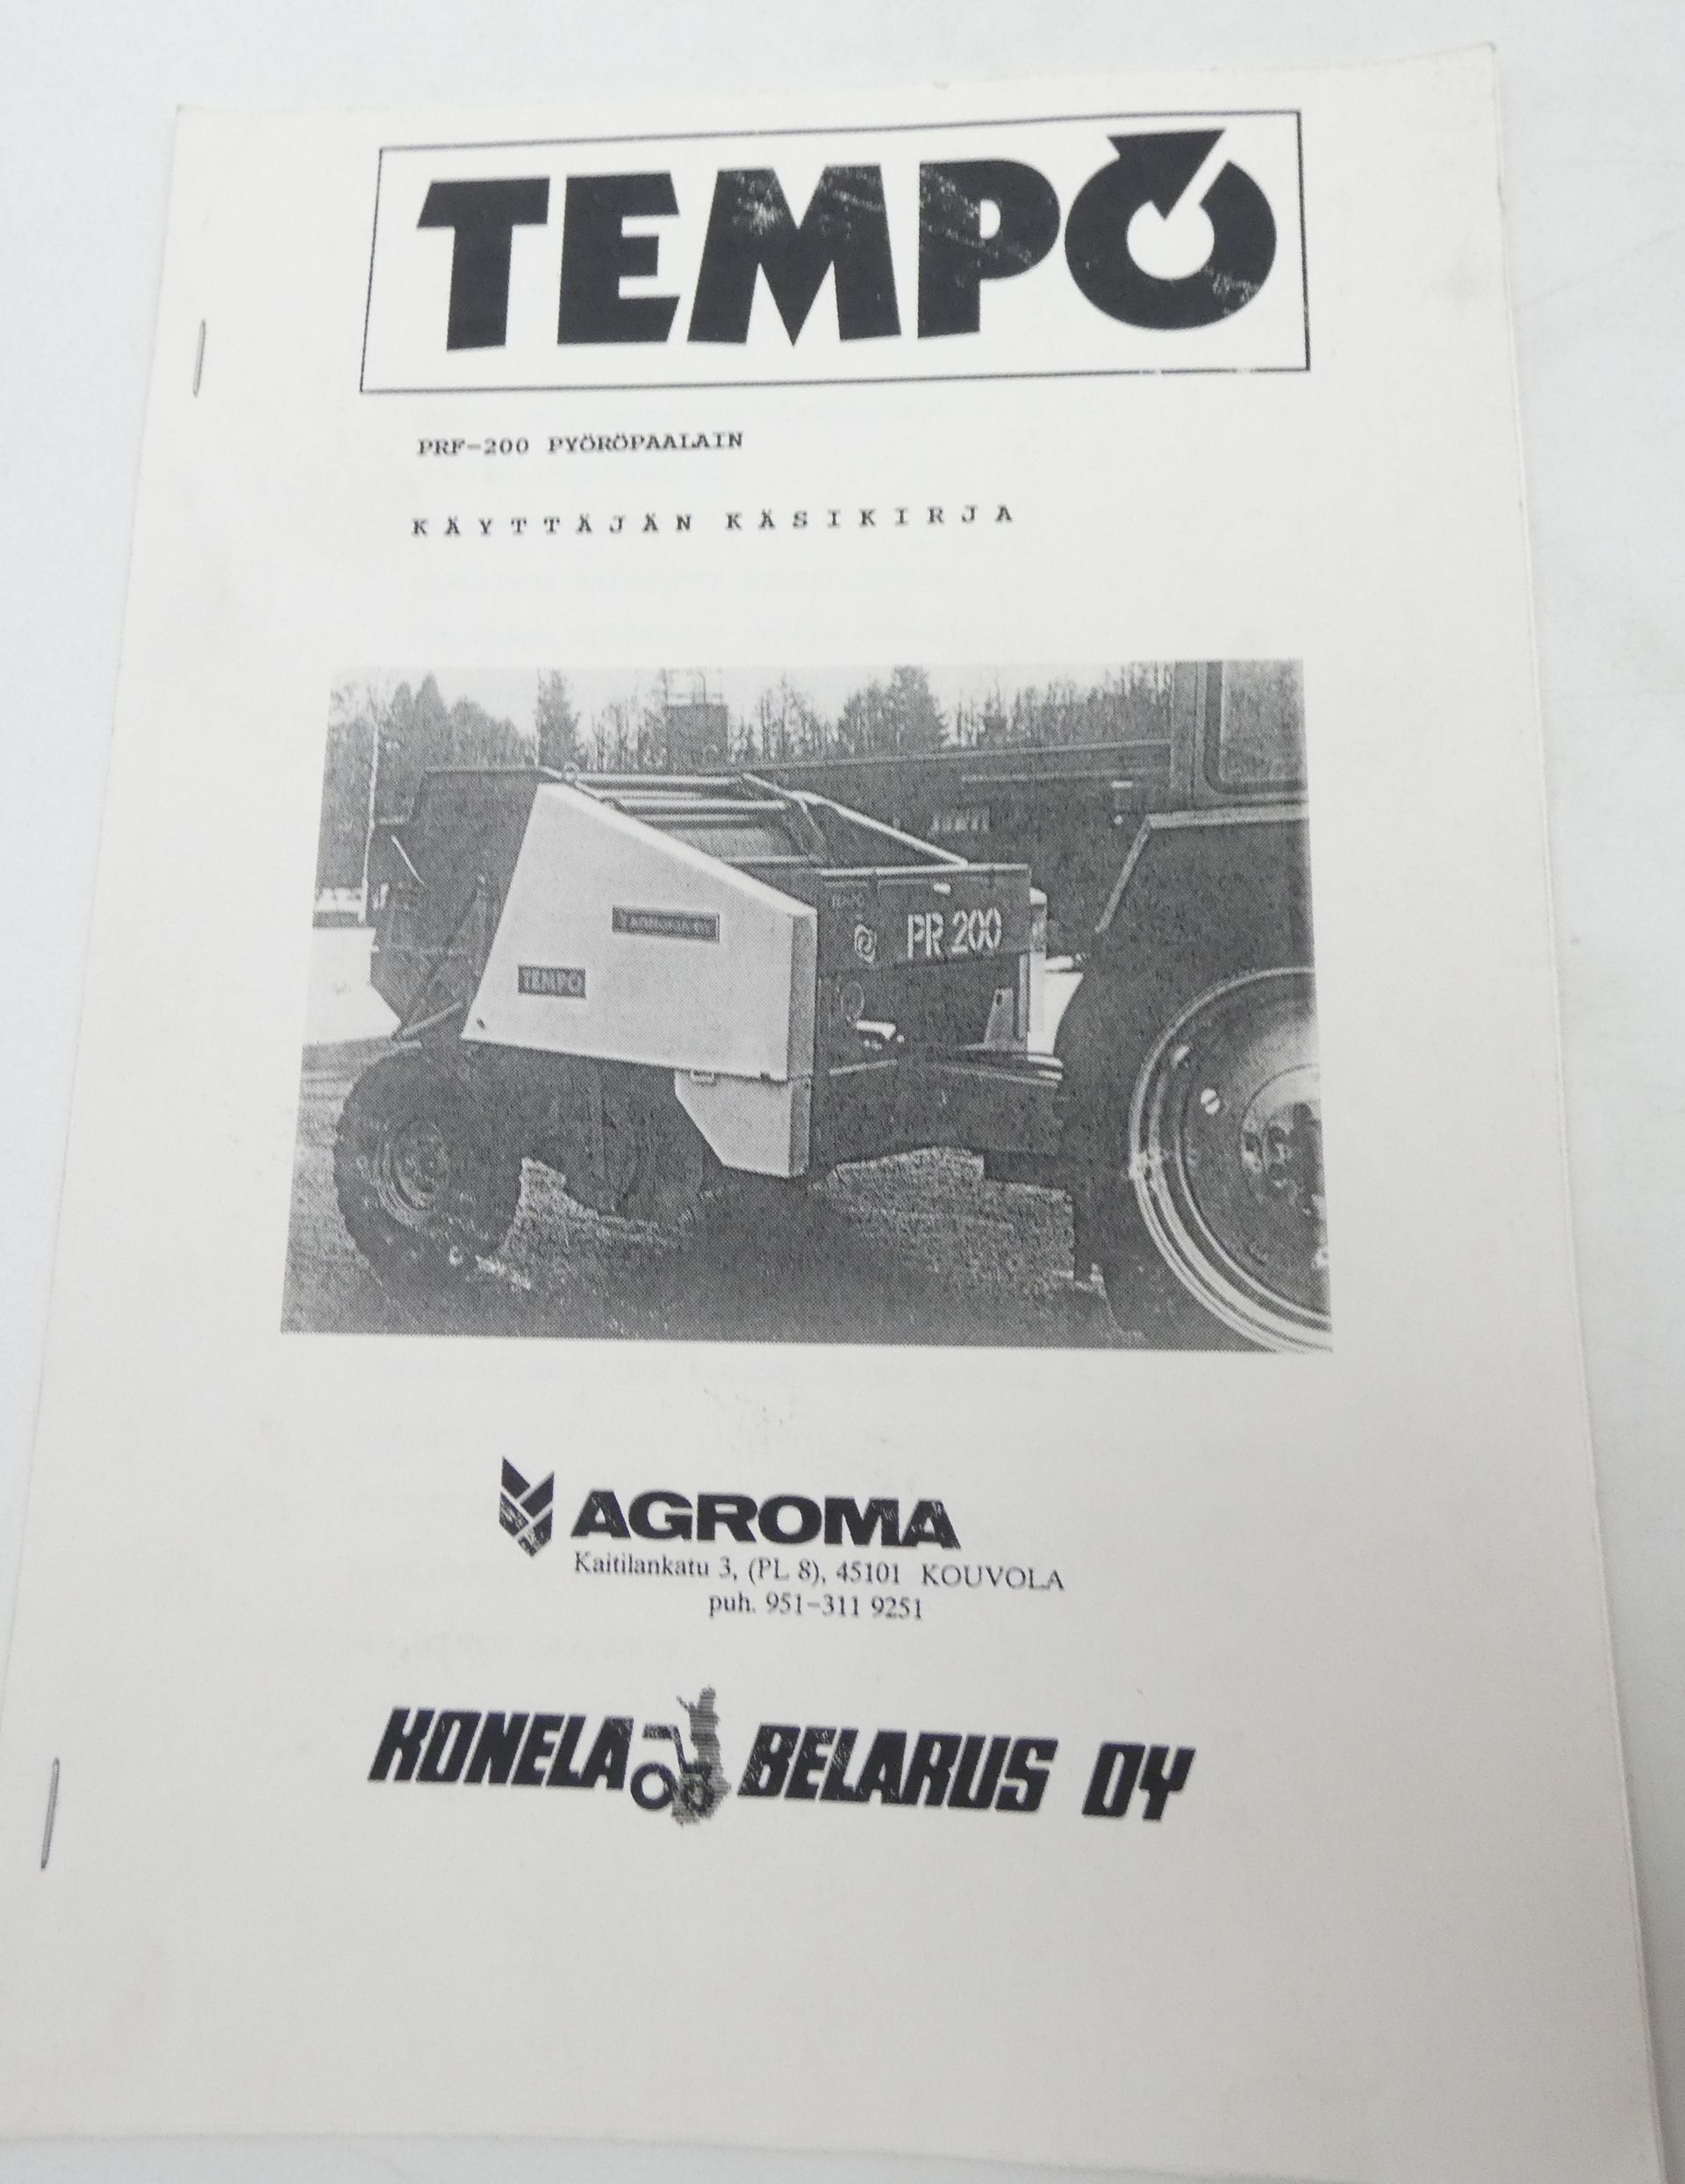 TEMPO
PRF-200 PYÖRÖPAALAIN
KÄYTTÄJÄN KÄSIKIRJA
TEMPO
PR 200
TEMPO
AGROMA
Kaitilankatu 3, (PL 8), 45101 KOUVOLA
puh. 951-311 9251
KONELA BELARUS OY